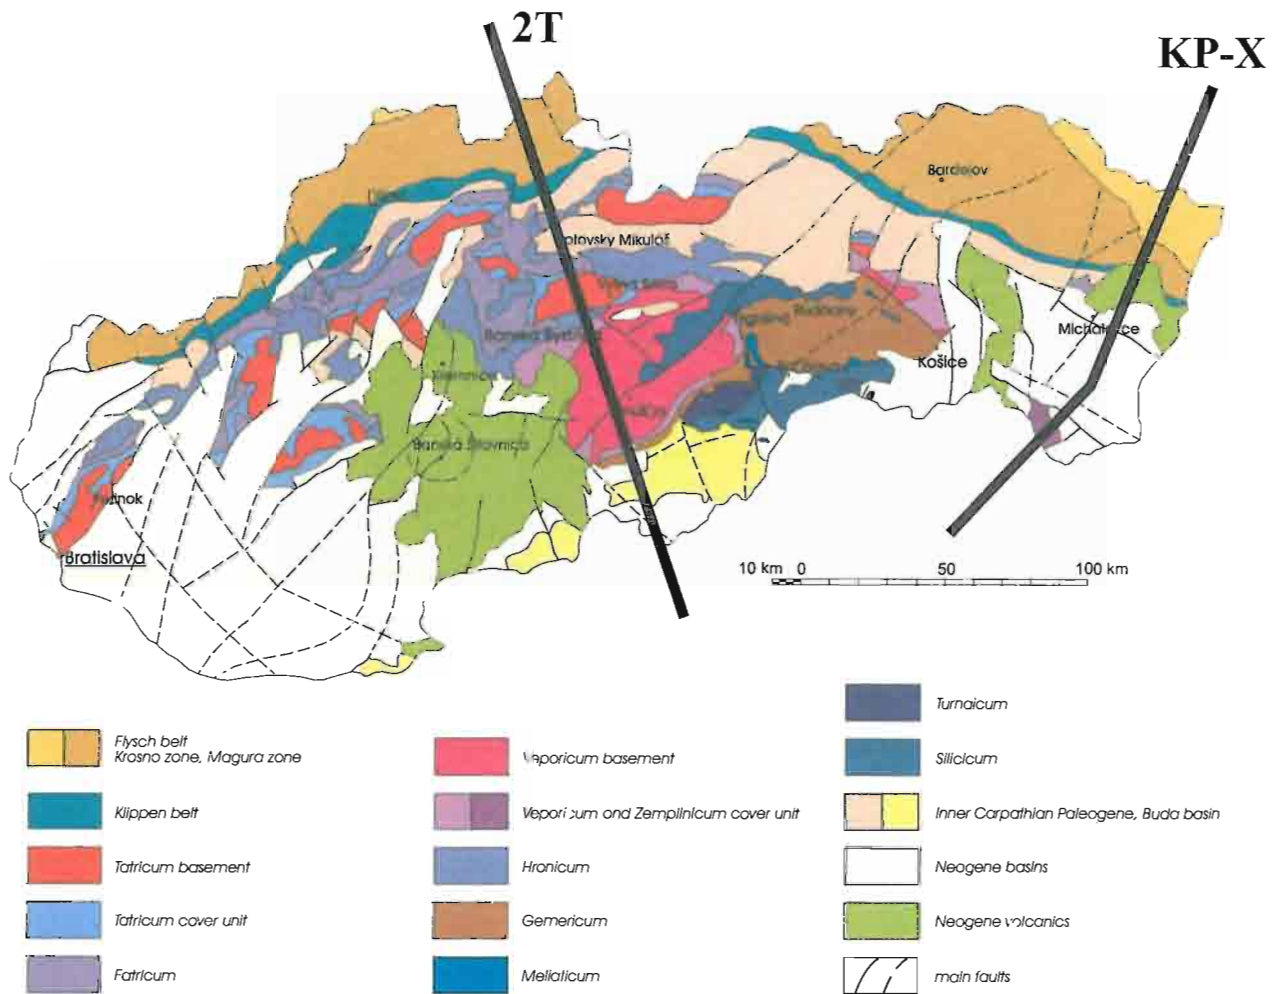 2T
KP-X
Bardejov
Michalovce
Košice
Banská Štiavnica
Bratislava
10 km 0 50 100 km
Flysch belt
Krosno zone, Magura zone
Klippen belt
Tatricum basement
Tatricum cover unit
Fatricum
Veporicum basement
Veporicum and Zemplinicum cover unit
Hronicum
Gemericum
Meliaticum
Turnaicum
Silicicum
Inner Carpathian Paleogene, Buda basin
Neogene basins
Neogene volcanics
main faults